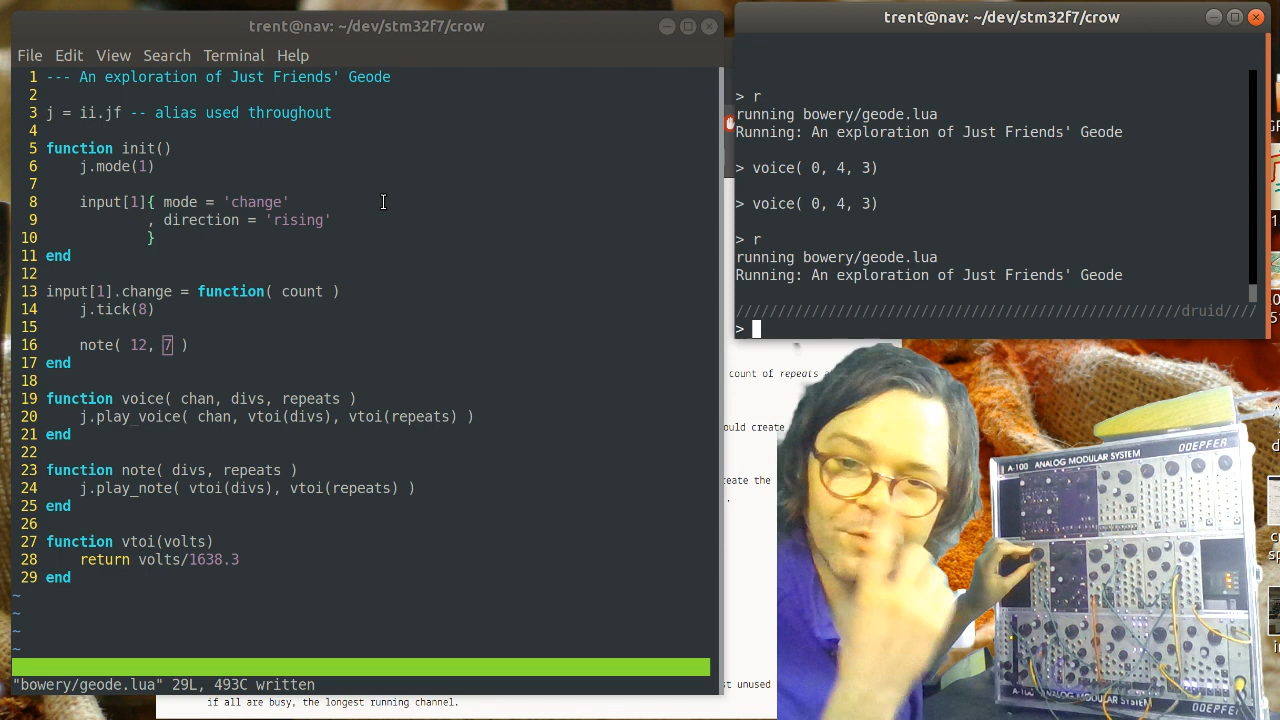 trent@nav: ~/dev/stm32f7/crow
File Edit View Search Terminal Help
1 --- An exploration of Just Friends' Geode
2
3 j = ii.jf -- alias used throughout
4
5 function init()
6 j.mode(1)
7
8 input[1]{ mode = 'change'
9 , direction = 'rising'
10 }
11 end
12
13 input[1].change = function( count )
14 j.tick(8)
15
16 note( 12, 7 )
17 end
18
19 function voice( chan, divs, repeats )
20 j.play_voice( chan, vtoi(divs), vtoi(repeats) )
21 end
22
23 function note( divs, repeats )
24 j.play_note( vtoi(divs), vtoi(repeats) )
25 end
26
27 function vtoi(volts)
28 return volts/1638.3
29 end
~
~
~
~
"bowery/geode.lua" 29L, 493C written
trent@nav: ~/dev/stm32f7/crow
> r
running bowery/geode.lua
Running: An exploration of Just Friends' Geode
> voice( 0, 4, 3)
> voice( 0, 4, 3)
> r
running bowery/geode.lua
Running: An exploration of Just Friends' Geode
//////////////////////////////////////////////////////druid////
>
count of repeats
ould create
eate the
.
st unused
if all are busy, the longest running channel.
A-100 ANALOG MODULAR SYSTEM DOEPFER
A-100 ANALOG MODULAR SYSTEM DOEPFER